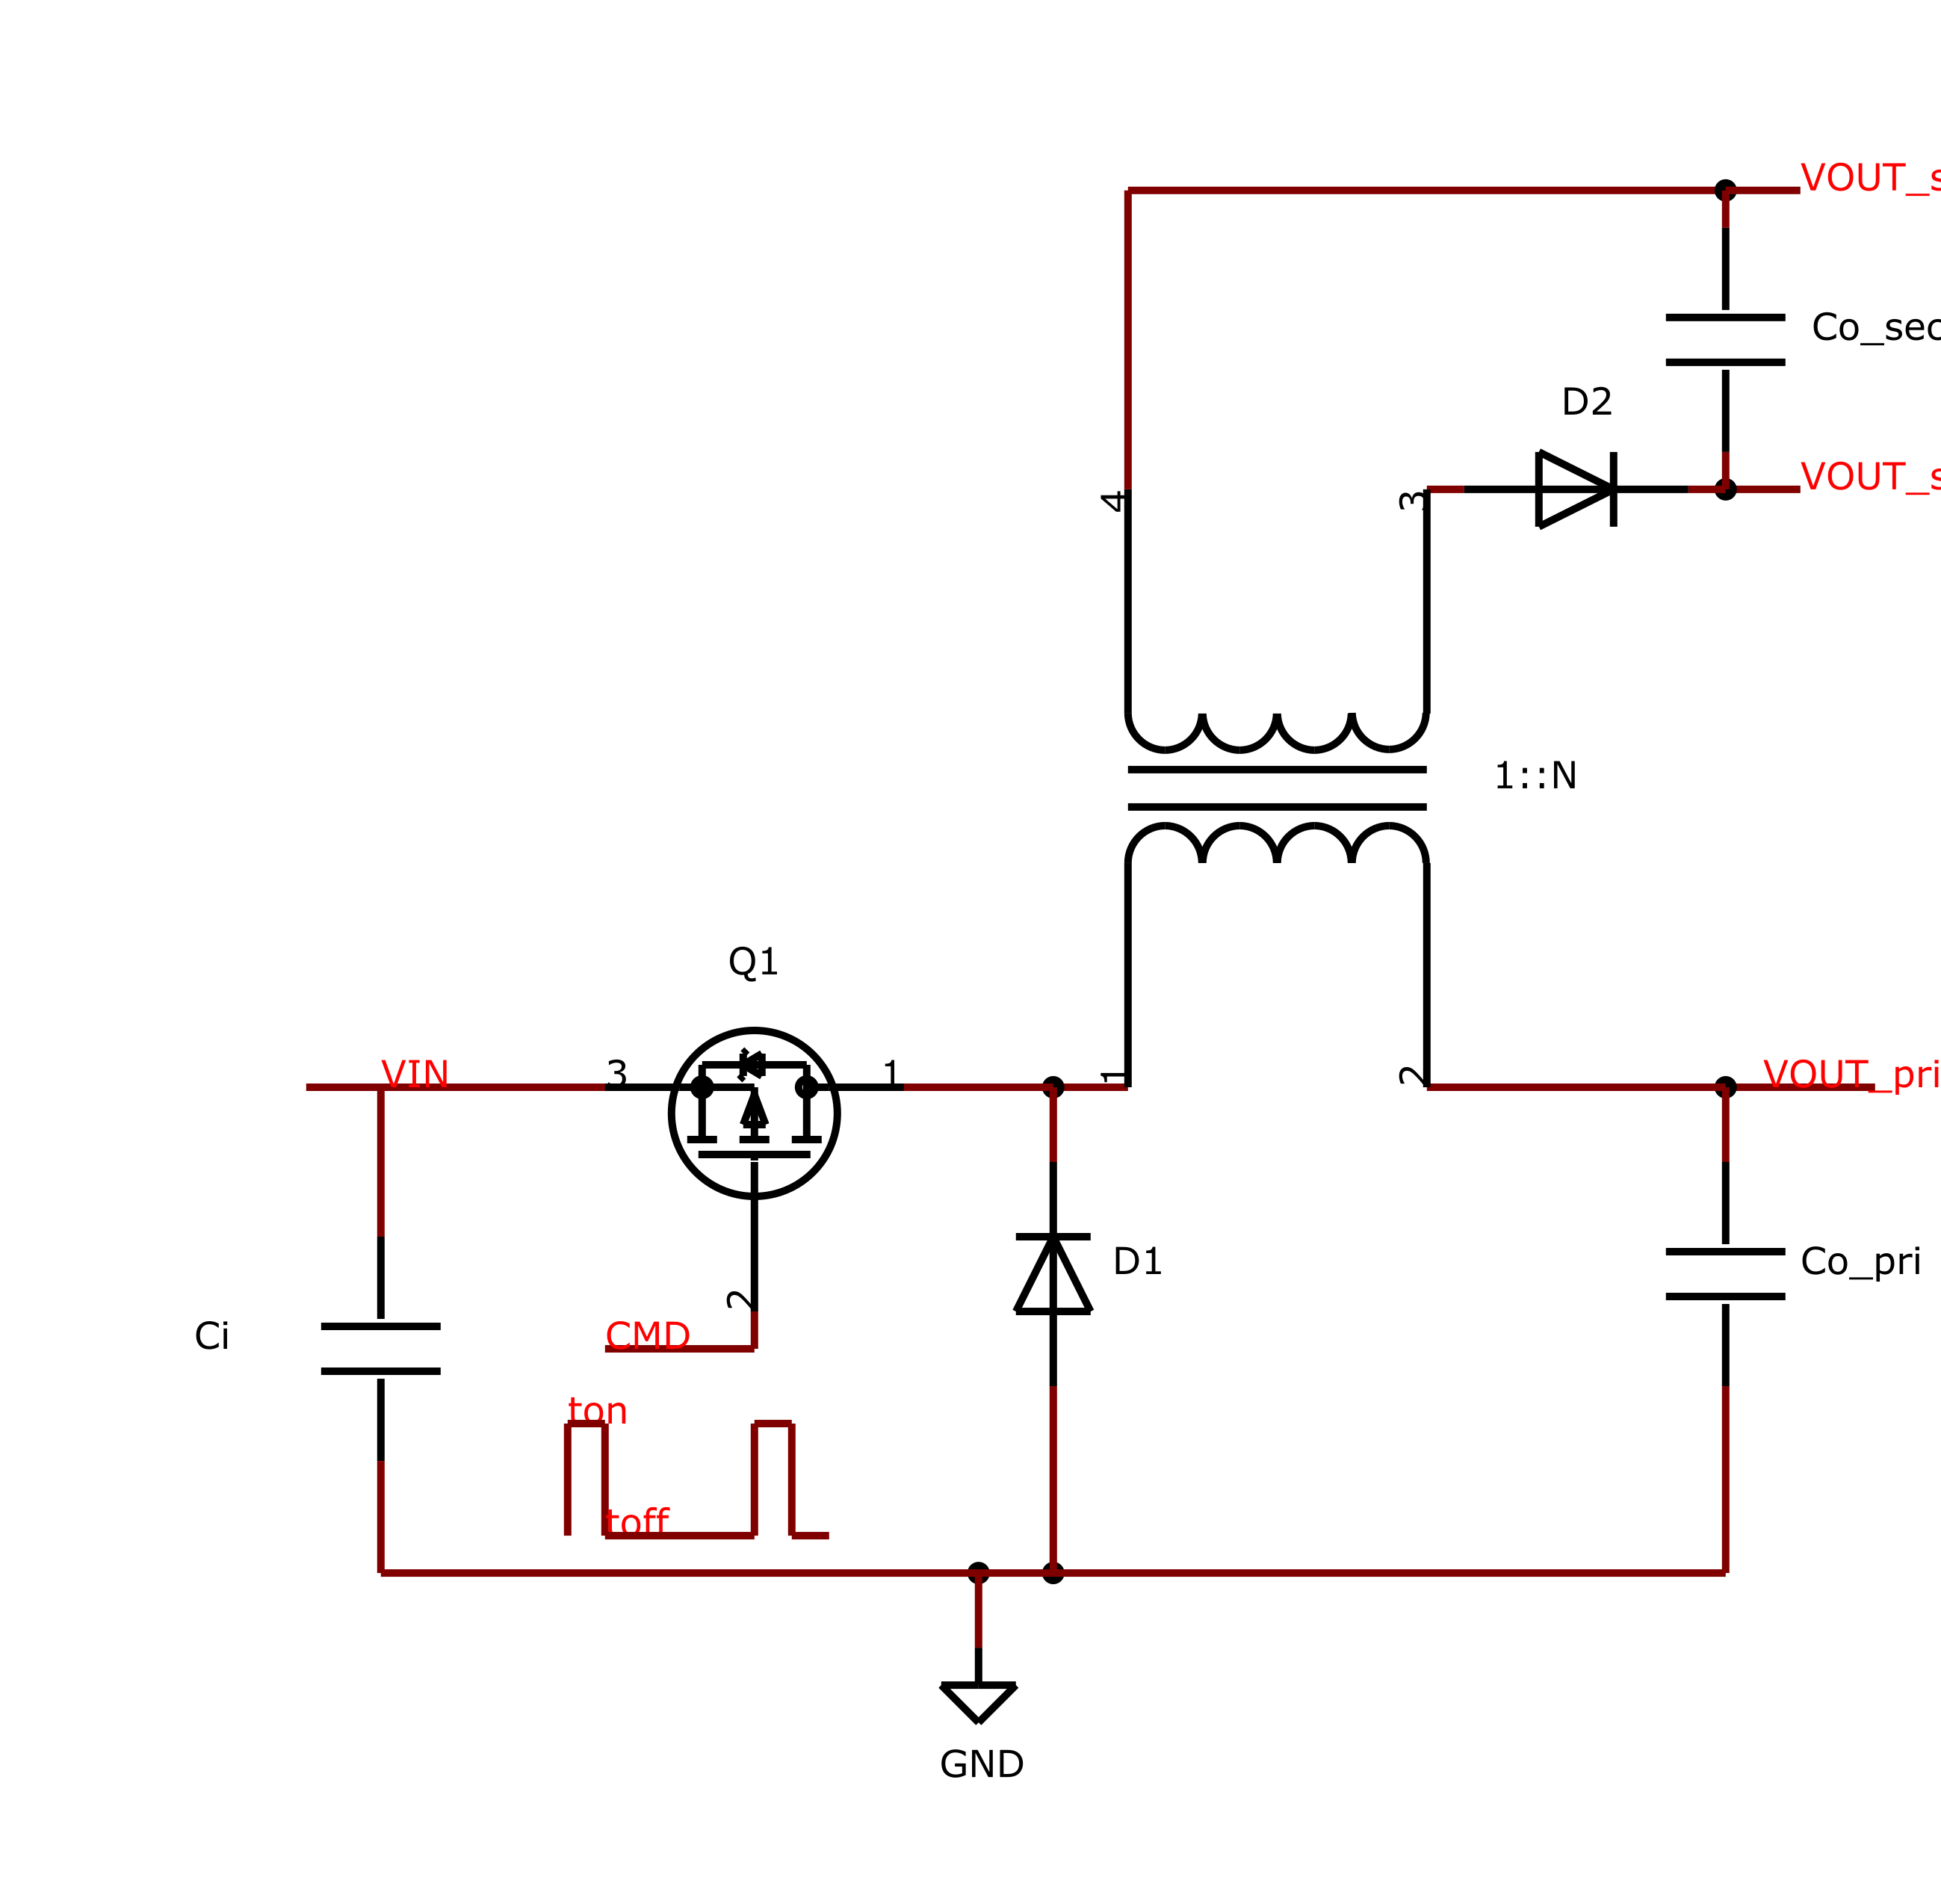 VOUT_s
Co_sec
D2
VOUT_s
4
3
1::N
Q1
VIN
3
1
1
2
VOUT_pri
D1
Co_pri
2
Ci
CMD
ton
toff
GND